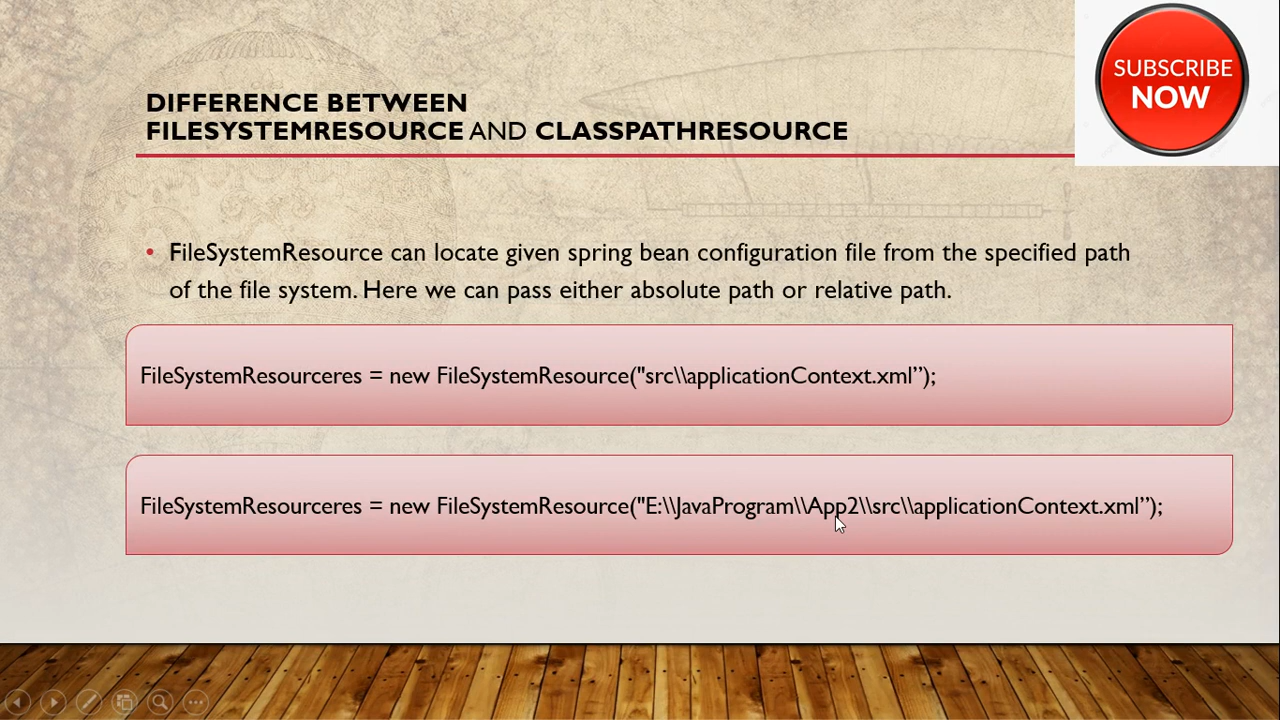 SUBSCRIBE
NOW
DIFFERENCE BETWEEN
FILESYSTEMRESOURCE AND CLASSPATHRESOURCE
• FileSystemResource can locate given spring bean configuration file from the specified path
of the file system. Here we can pass either absolute path or relative path.
FileSystemResourceres = new FileSystemResource("src\\applicationContext.xml”);
FileSystemResourceres = new FileSystemResource("E:\\JavaProgram\\App2\\src\\applicationContext.xml”);